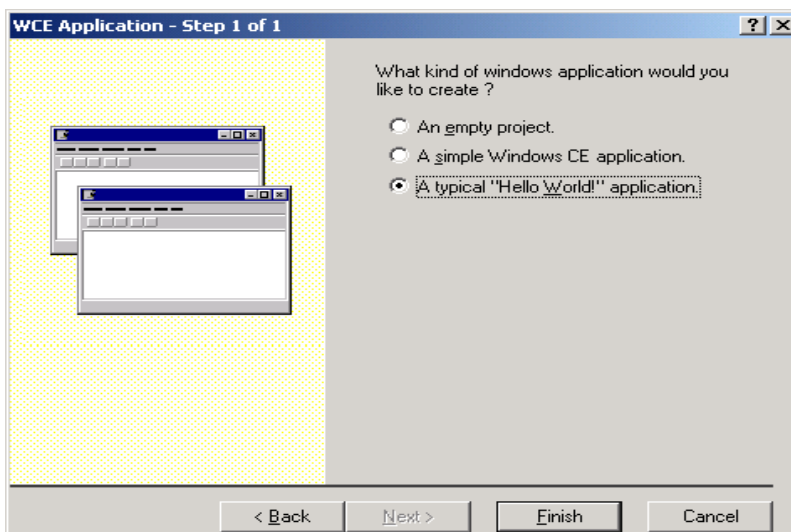 WCE Application - Step 1 of 1
What kind of windows application would you
like to create ?
An empty project.
A simple Windows CE application.
A typical "Hello World!" application.
< Back
Next >
Finish
Cancel